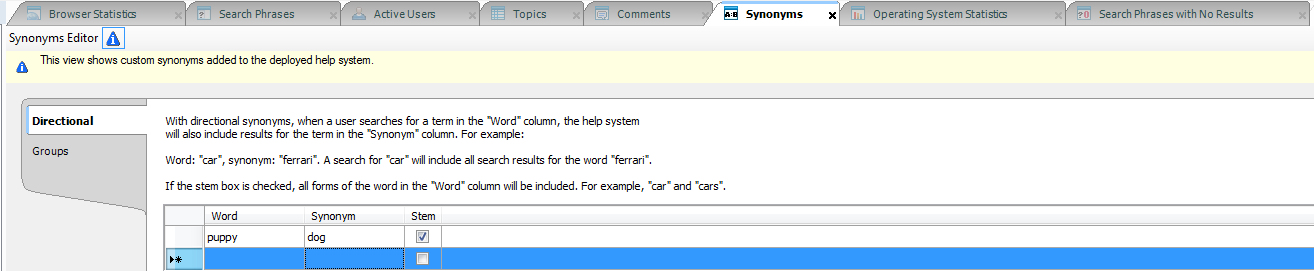 Browser Statistics
Search Phrases
Active Users
Topics
Comments
Synonyms
Operating System Statistics
Search Phrases with No Results
Synonyms Editor
This view shows custom synonyms added to the deployed help system.
Directional
Groups
With directional synonyms, when a user searches for a term in the "Word" column, the help system
will also include results for the term in the "Synonym" column. For example:
Word: "car", synonym: "ferrari". A search for "car" will include all search results for the word "ferrari".
If the stem box is checked, all forms of the word in the "Word" column will be included. For example, "car" and "cars".
Word Synonym Stem
puppy dog